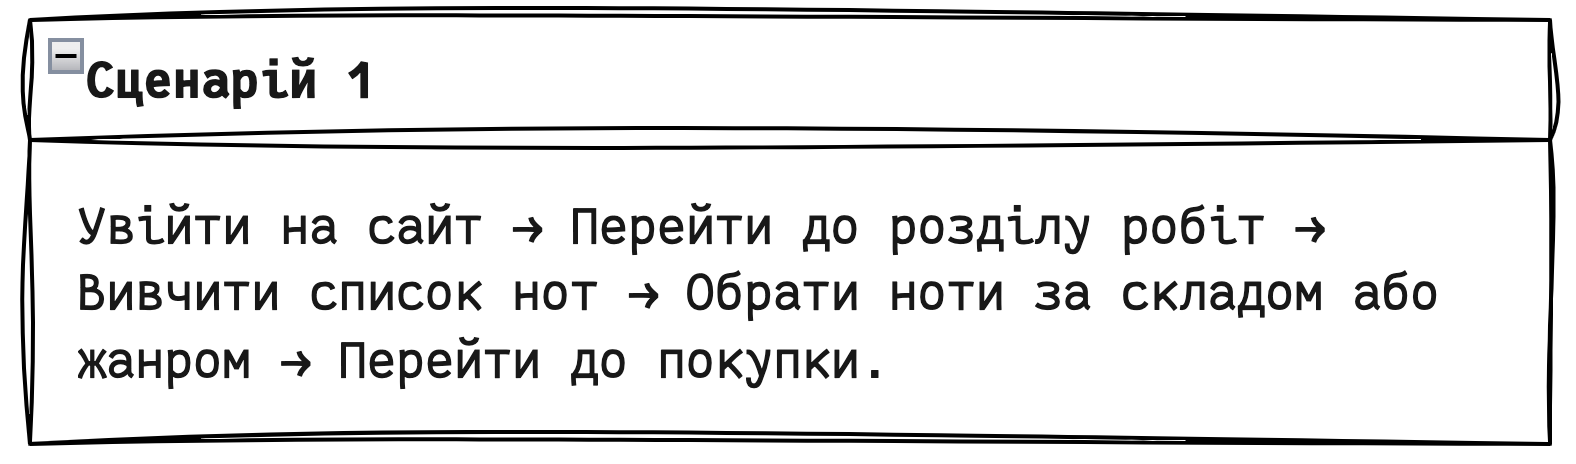 Сценарій 1
Увійти на сайт → Перейти до розділу робіт →
Вивчити список нот → Обрати ноти за складом або
жанром → Перейти до покупки.